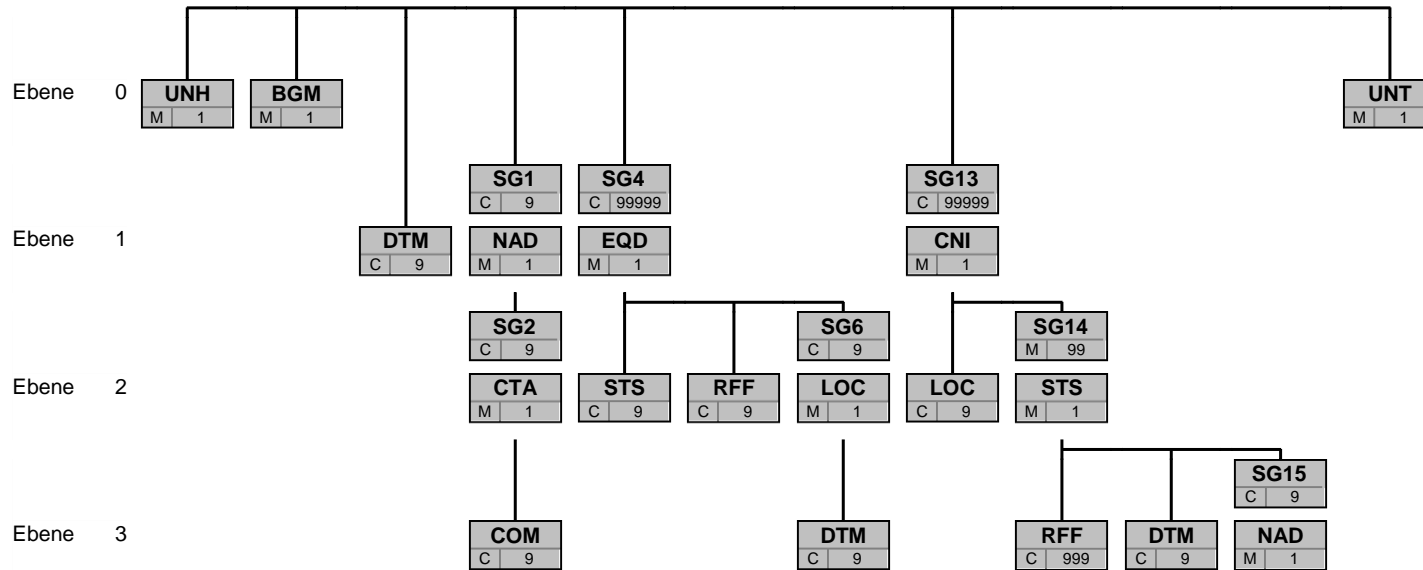 Ebene 0 UNH BGM UNT
M 1 M 1 M 1
SG1 SG4 SG13
C 9 C 99999 C 99999
Ebene 1 DTM NAD EQD CNI
C 9 M 1 M 1 M 1
SG2 SG6 SG14
C 9 C 9 M 99
Ebene 2 CTA STS RFF LOC LOC STS
M 1 C 9 C 9 M 1 C 9 M 1
SG15
C 9
Ebene 3 COM DTM RFF DTM NAD
C 9 C 9 C 999 C 9 M 1